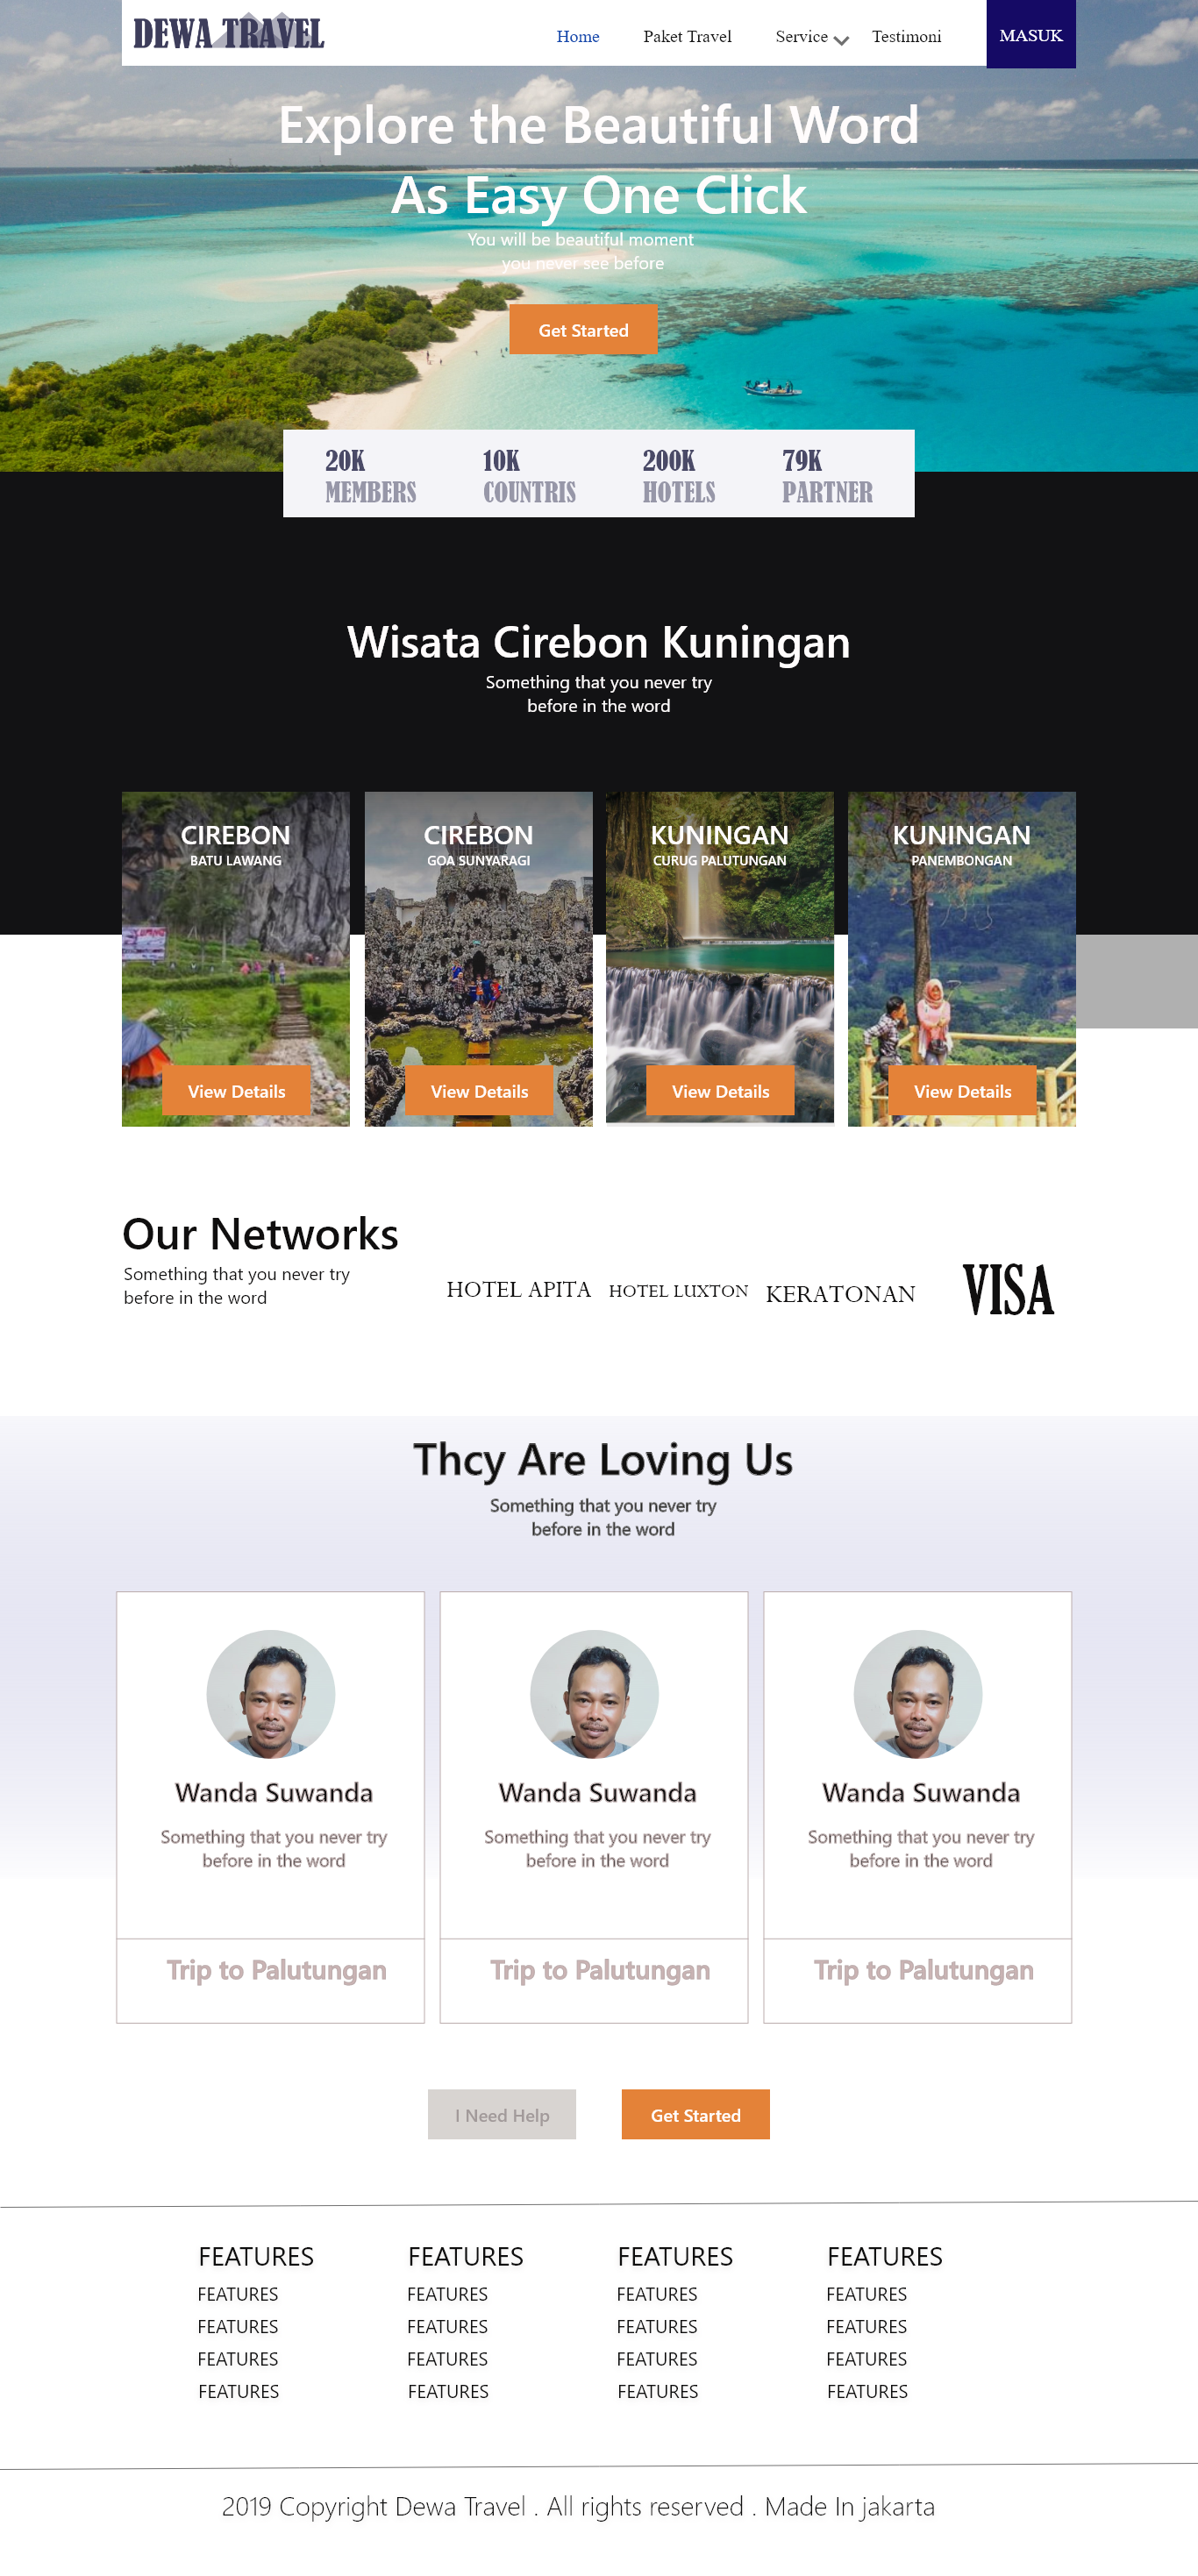 DEWA TRAVEL
Home Paket Travel Service Testimoni MASUK
Explore the Beautiful Word
As Easy One Click
You will be beautiful moment
you never see before
Get Started
20K 10K 200K 79K
MEMBERS COUNTRIS HOTELS PARTNER
Wisata Cirebon Kuningan
Something that you never try
before in the word
CIREBON CIREBON KUNINGAN KUNINGAN
BATU LAWANG GOA SUNYARAGI CURUG PALUTUNGAN PANEMBONGAN
View Details View Details View Details View Details
Our Networks
Something that you never try
before in the word
HOTEL APITA HOTEL LUXTON KERATONAN VISA
Thcy Are Loving Us
Something that you never try
before in the word
Wanda Suwanda Wanda Suwanda Wanda Suwanda
Something that you never try Something that you never try Something that you never try
before in the word before in the word before in the word
Trip to Palutungan Trip to Palutungan Trip to Palutungan
I Need Help Get Started
FEATURES FEATURES FEATURES FEATURES
FEATURES FEATURES FEATURES FEATURES
FEATURES FEATURES FEATURES FEATURES
FEATURES FEATURES FEATURES FEATURES
FEATURES FEATURES FEATURES FEATURES
2019 Copyright Dewa Travel . All rights reserved . Made In jakarta